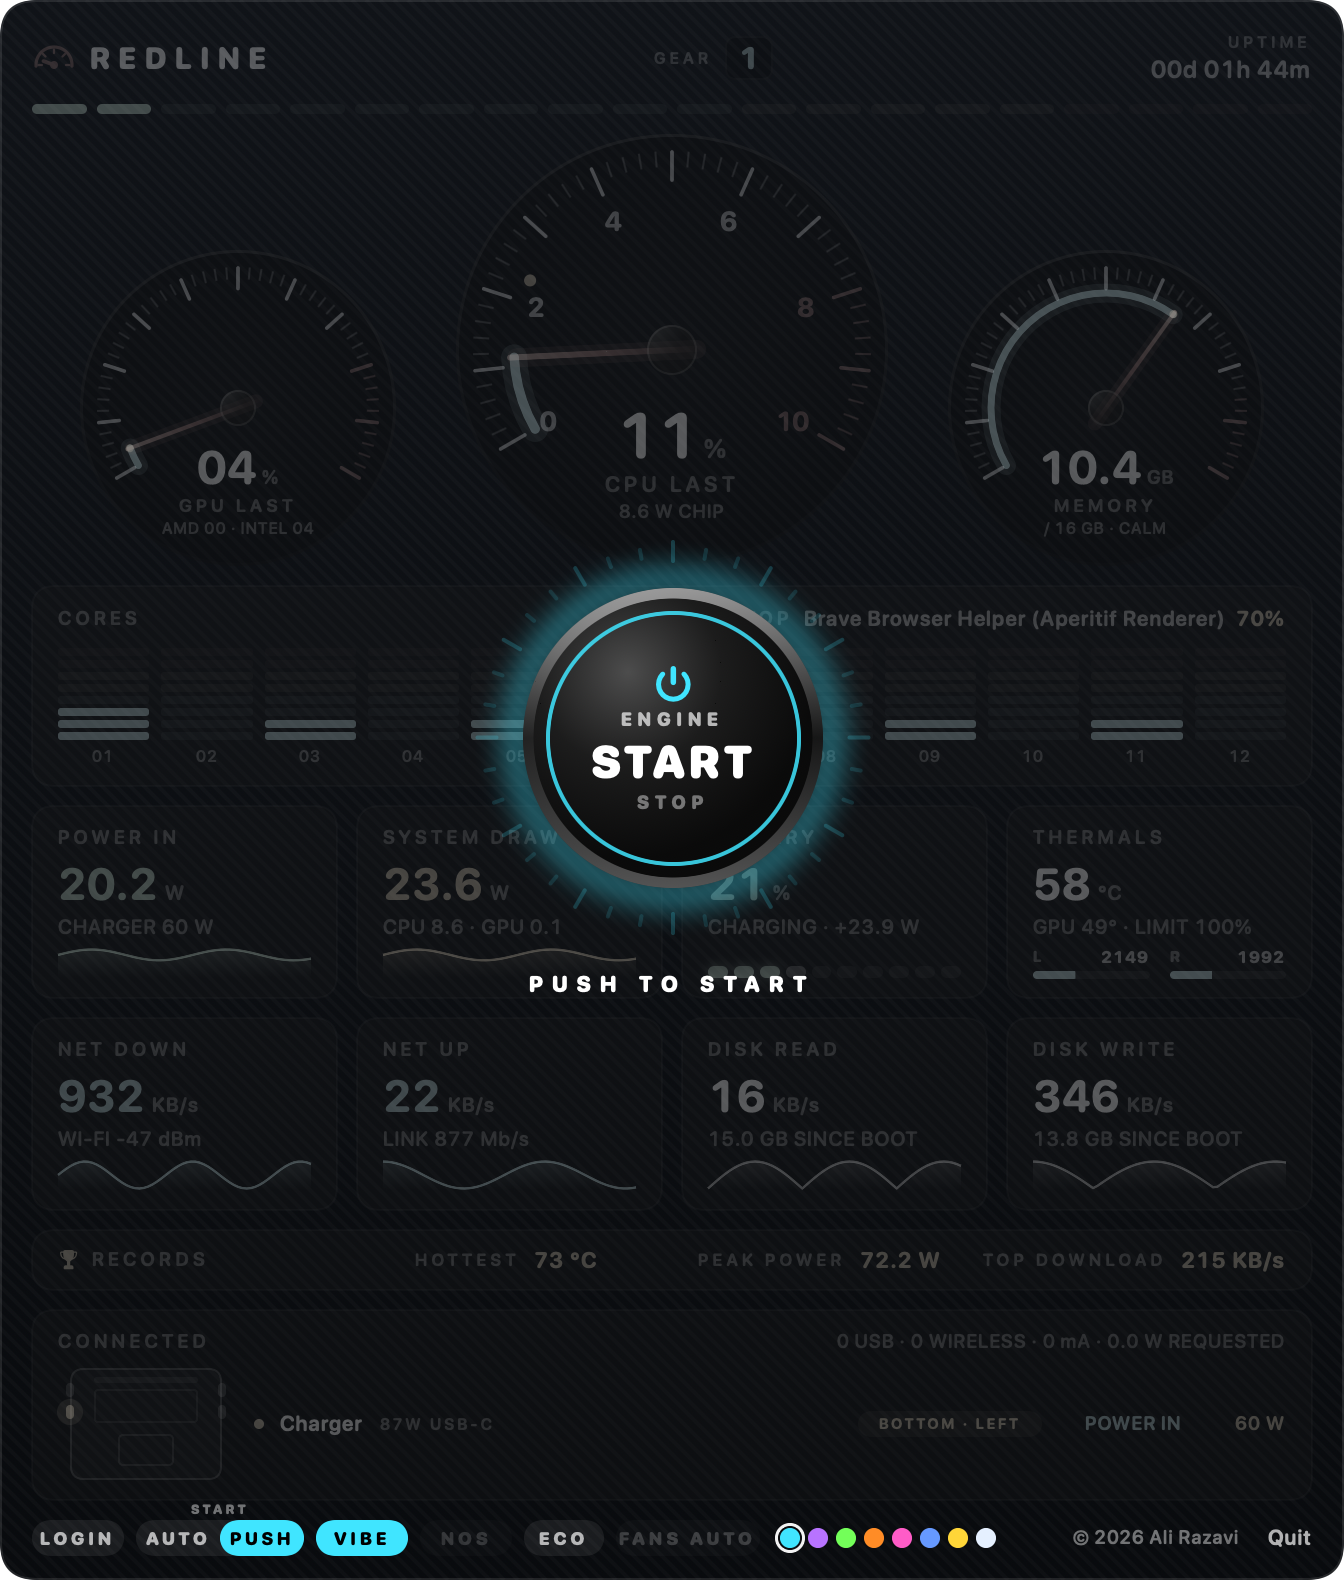 REDLINE
GEAR 1
UPTIME
00d 01h 44m
4 6
2 8
0 10
04 %
GPU LAST
AMD 00 · INTEL 04
11 %
CPU LAST
8.6 W CHIP
10.4 GB
MEMORY
/ 16 GB · CALM
CORES
Brave Browser Helper (Aperitif Renderer) 70%
01 02 03 04 05 08 09 10 11 12
ENGINE
START
STOP
POWER IN
20.2 W
CHARGER 60 W
SYSTEM DRAW
23.6 W
CPU 8.6 · GPU 0.1
21 %
CHARGING · +23.9 W
THERMALS
58 °C
GPU 49° · LIMIT 100%
L 2149 R 1992
PUSH TO START
NET DOWN
932 KB/s
WI-FI -47 dBm
NET UP
22 KB/s
LINK 877 Mb/s
DISK READ
16 KB/s
15.0 GB SINCE BOOT
DISK WRITE
346 KB/s
13.8 GB SINCE BOOT
RECORDS HOTTEST 73 °C PEAK POWER 72.2 W TOP DOWNLOAD 215 KB/s
CONNECTED 0 USB · 0 WIRELESS · 0 mA · 0.0 W REQUESTED
Charger 87W USB-C BOTTOM · LEFT POWER IN 60 W
START
LOGIN AUTO PUSH VIBE NOS ECO FANS AUTO © 2026 Ali Razavi Quit